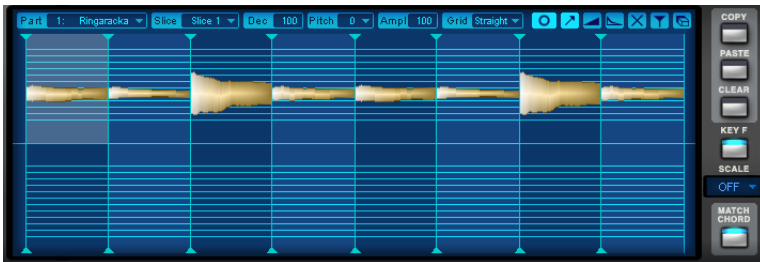 Part 1: Ringaracka Slice Slice 1 Dec 100 Pitch 0 Ampl 100 Grid Straight
COPY
PASTE
CLEAR
KEY F
SCALE
OFF
MATCH
CHORD